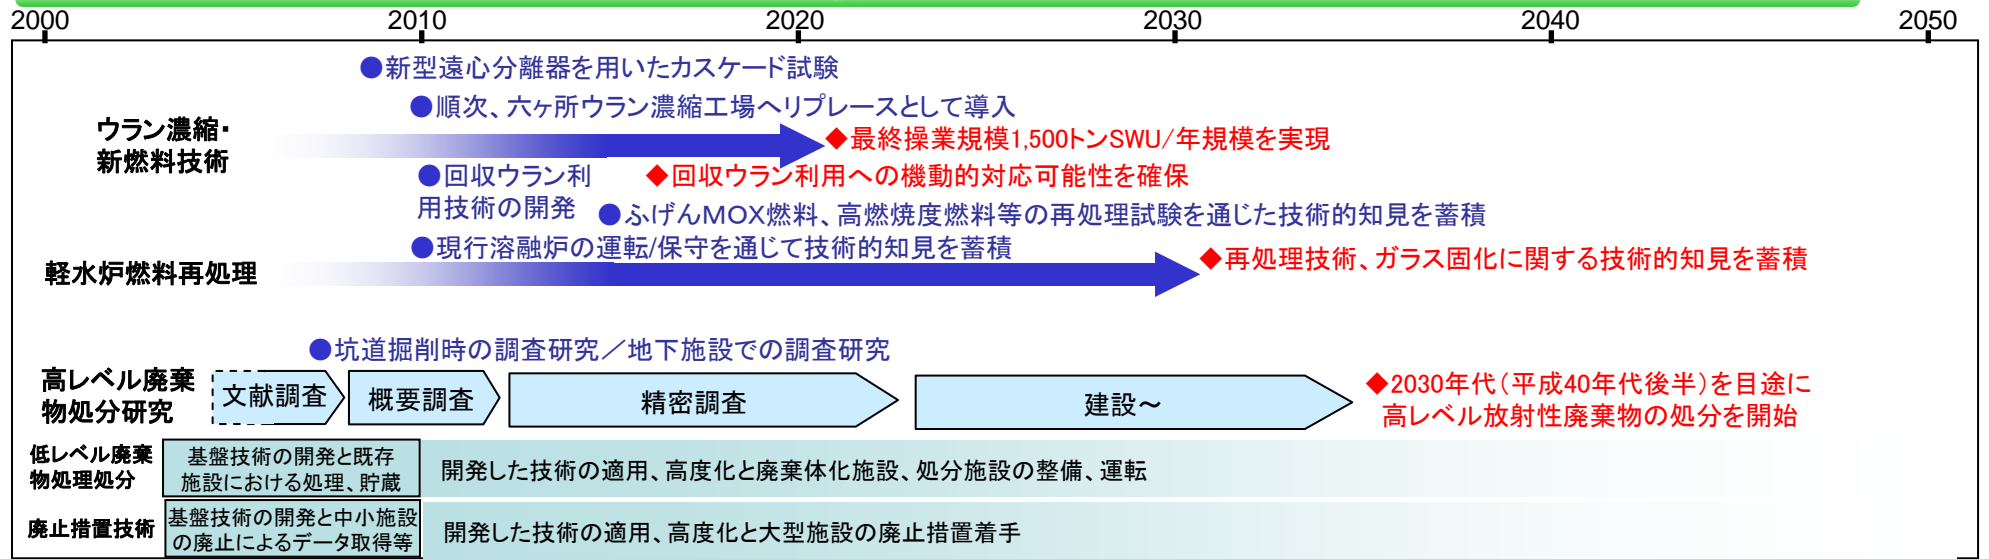 2000 2010 2020 2030 2040 2050
●新型遠心分離器を用いたカスケード試験
●順次、六ヶ所ウラン濃縮工場へリプレースとして導入
ウラン濃縮・
新燃料技術
◆最終操業規模1,500トンSWU/年規模を実現
●回収ウラン利
用技術の開発
◆回収ウラン利用への機動的対応可能性を確保
●ふげんMOX燃料、高燃焼度燃料等の再処理試験を通じた技術的知見を蓄積
●現行溶融炉の運転/保守を通じて技術的知見を蓄積
軽水炉燃料再処理
◆再処理技術、ガラス固化に関する技術的知見を蓄積
●坑道掘削時の調査研究／地下施設での調査研究
高レベル廃棄
物処分研究
文献調査
概要調査
精密調査
建設～
◆2030年代（平成40年代後半）を目途に
高レベル放射性廃棄物の処分を開始
低レベル廃棄
物処理処分
基盤技術の開発と既存
施設における処理、貯蔵
開発した技術の適用、高度化と廃棄体化施設、処分施設の整備、運転
廃止措置技術
基盤技術の開発と中小施設
の廃止によるデータ取得等
開発した技術の適用、高度化と大型施設の廃止措置着手